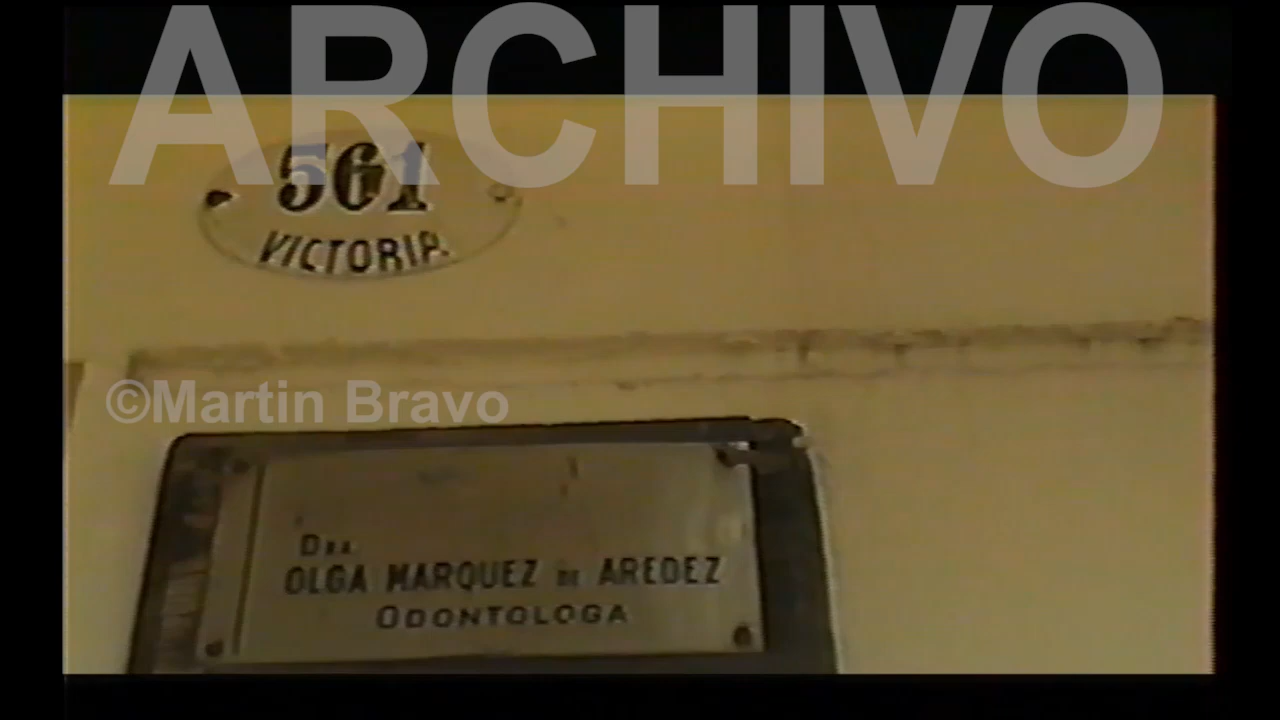 ARCHIVO
561
VICTORIA
©Martin Bravo
DRA.
OLGA MARQUEZ DE AREDEZ
ODONTOLOGA